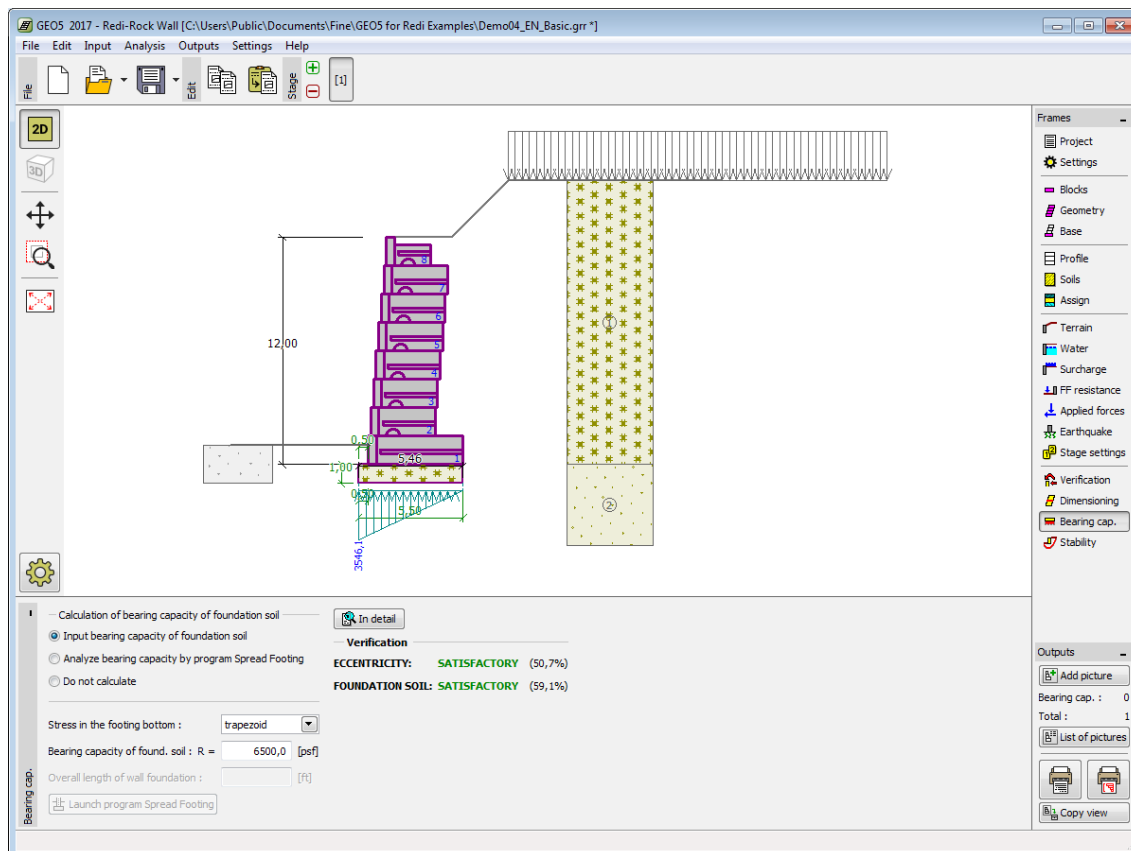 GEO5 2017 - Redi-Rock Wall [C:\Users\Public\Documents\Fine\GEO5 for Redi Examples\Demo04_EN_Basic.grr *]
File Edit Input Analysis Outputs Settings Help
File
Edit
Stage
[1]
2D
3D
12,00
8
7
6
5
4
3
2
1
0,50
5,46
1,00
0,50
5,50
3546,1
1
2
Frames
Project
Settings
Blocks
Geometry
Base
Profile
Soils
Assign
Terrain
Water
Surcharge
FF resistance
Applied forces
Earthquake
Stage settings
Verification
Dimensioning
Bearing cap.
Stability
Bearing cap.
Calculation of bearing capacity of foundation soil
Input bearing capacity of foundation soil
Analyze bearing capacity by program Spread Footing
Do not calculate
Stress in the footing bottom : trapezoid
Bearing capacity of found. soil : R = 6500,0 [psf]
Overall length of wall foundation : [ft]
Launch program Spread Footing
In detail
Verification
ECCENTRICITY: SATISFACTORY (50,7%)
FOUNDATION SOIL: SATISFACTORY (59,1%)
Outputs
Add picture
Bearing cap. : 0
Total : 1
List of pictures
Copy view